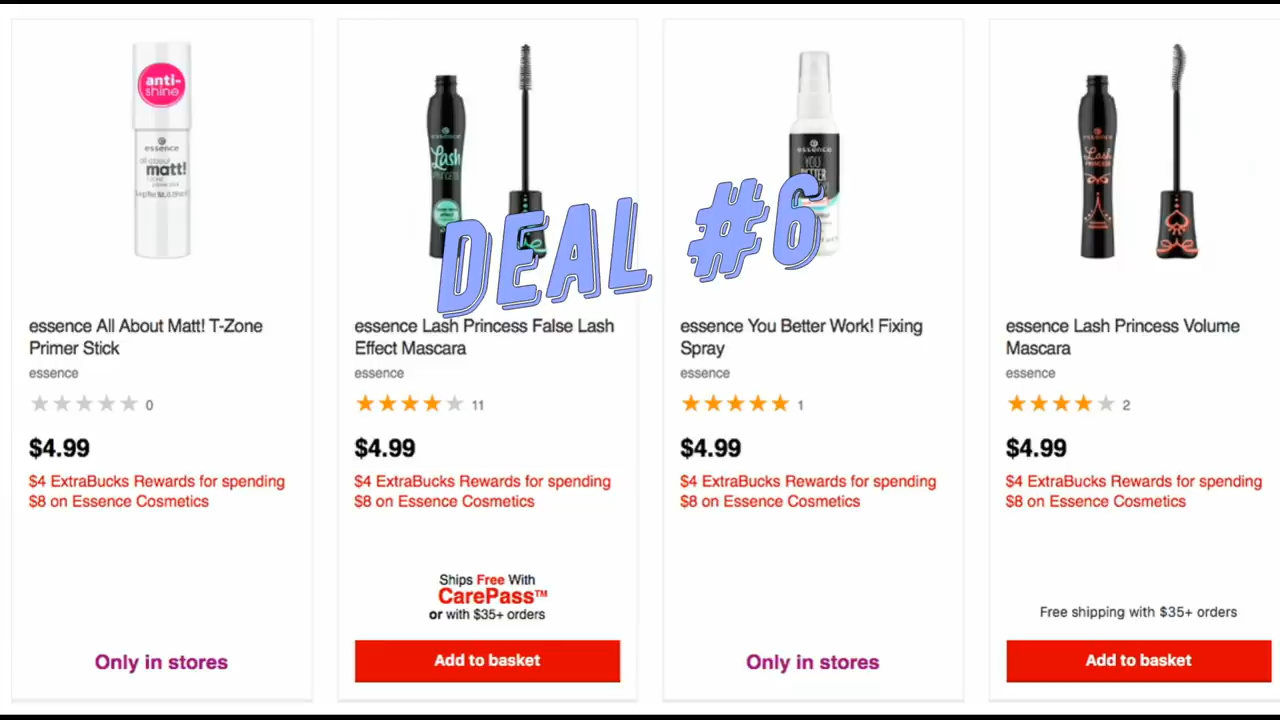 anti-
shine
essence
matt!
essence
Lash
PRINCESS
essence
YOU
BETTER
essence
Lash
PRINCESS
DEAL #6
essence All About Matt! T-Zone
Primer Stick
essence
0
$4.99
$4 ExtraBucks Rewards for spending
$8 on Essence Cosmetics
Only in stores
essence Lash Princess False Lash
Effect Mascara
essence
11
$4.99
$4 ExtraBucks Rewards for spending
$8 on Essence Cosmetics
Ships Free With
CarePass™
or with $35+ orders
Add to basket
essence You Better Work! Fixing
Spray
essence
1
$4.99
$4 ExtraBucks Rewards for spending
$8 on Essence Cosmetics
Only in stores
essence Lash Princess Volume
Mascara
essence
2
$4.99
$4 ExtraBucks Rewards for spending
$8 on Essence Cosmetics
Free shipping with $35+ orders
Add to basket